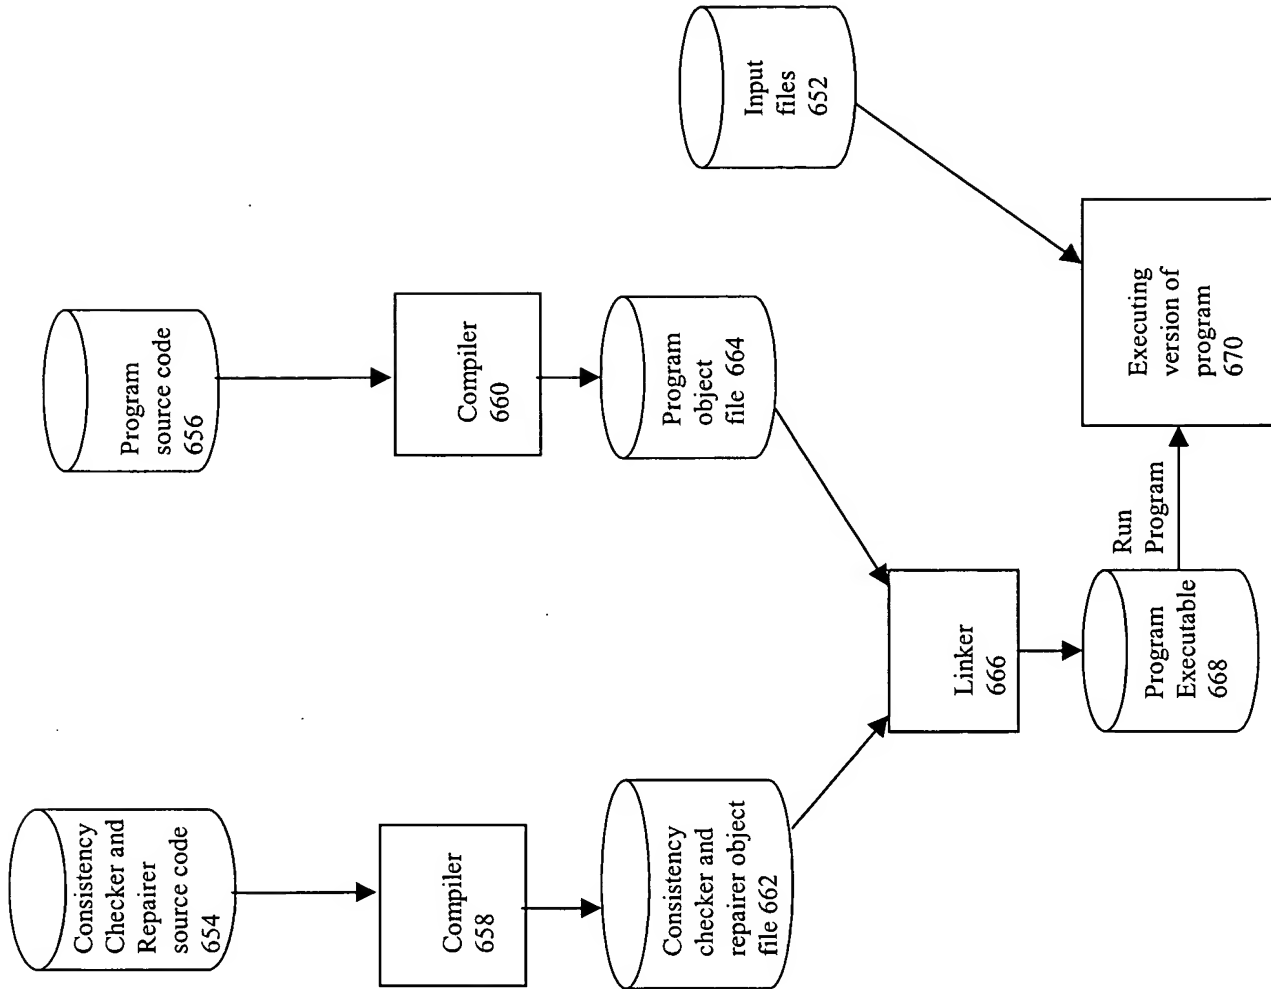 Consistency
Checker and
Repairer
source code
654
Program
source code
656
Input
files
652
Compiler
658
Compiler
660
Consistency
checker and
repairer object
file 662
Program
object
file 664
Linker
666
Program
Executable
668
Run
Program
Executing
version of
program
670